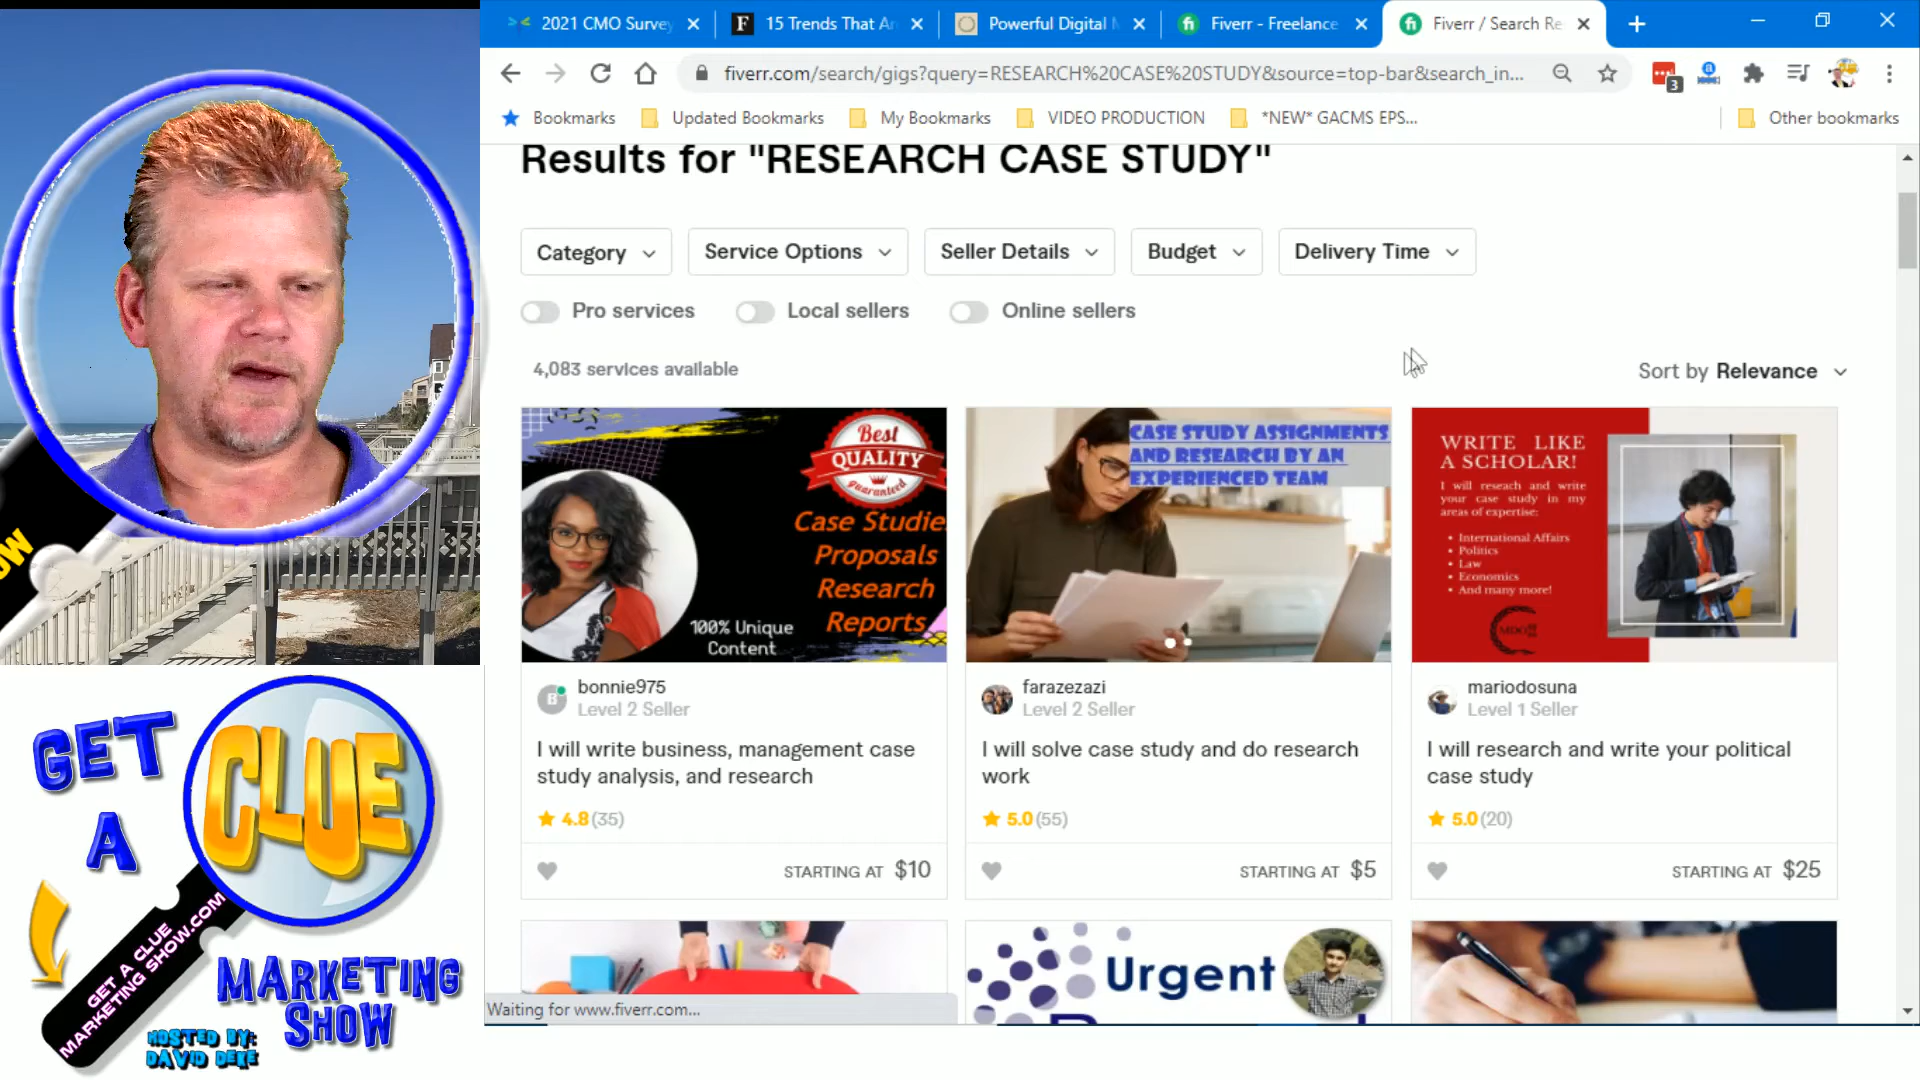 2021 CMO Survey
15 Trends That Ar
Powerful Digital M
Fiverr - Freelance
Fiverr / Search Re
fiverr.com/search/gigs?query=RESEARCH%20CASE%20STUDY&source=top-bar&search_in...
3
Bookmarks
Updated Bookmarks
My Bookmarks
VIDEO PRODUCTION
*NEW* GACMS EPS...
Other bookmarks
Results for "RESEARCH CASE STUDY"
Category
Service Options
Seller Details
Budget
Delivery Time
Pro services
Local sellers
Online sellers
4,083 services available
Sort by Relevance
Best
QUALITY
guaranteed
Case Studie
Proposals
Research
Reports
100% Unique
Content
bonnie975
Level 2 Seller
I will write business, management case
study analysis, and research
4.8(35)
STARTING AT $10
CASE STUDY ASSIGNMENTS
AND RESEARCH BY AN
EXPERIENCED TEAM
farazezazi
Level 2 Seller
I will solve case study and do research
work
5.0(55)
STARTING AT $5
WRITE LIKE
A SCHOLAR!
I will reseach and write
your case study in my
areas of expertise:
• International Affairs
• Politics
• Law
• Economics
• And many more!
mariodosuna
Level 1 Seller
I will research and write your political
case study
5.0(20)
STARTING AT $25
Urgent
Waiting for www.fiverr.com...
OW
GET
A
CLUE
GET A CLUE
MARKETING SHOW.COM
MARKETING
SHOW
HOSTED BY:
DAVID DEKE